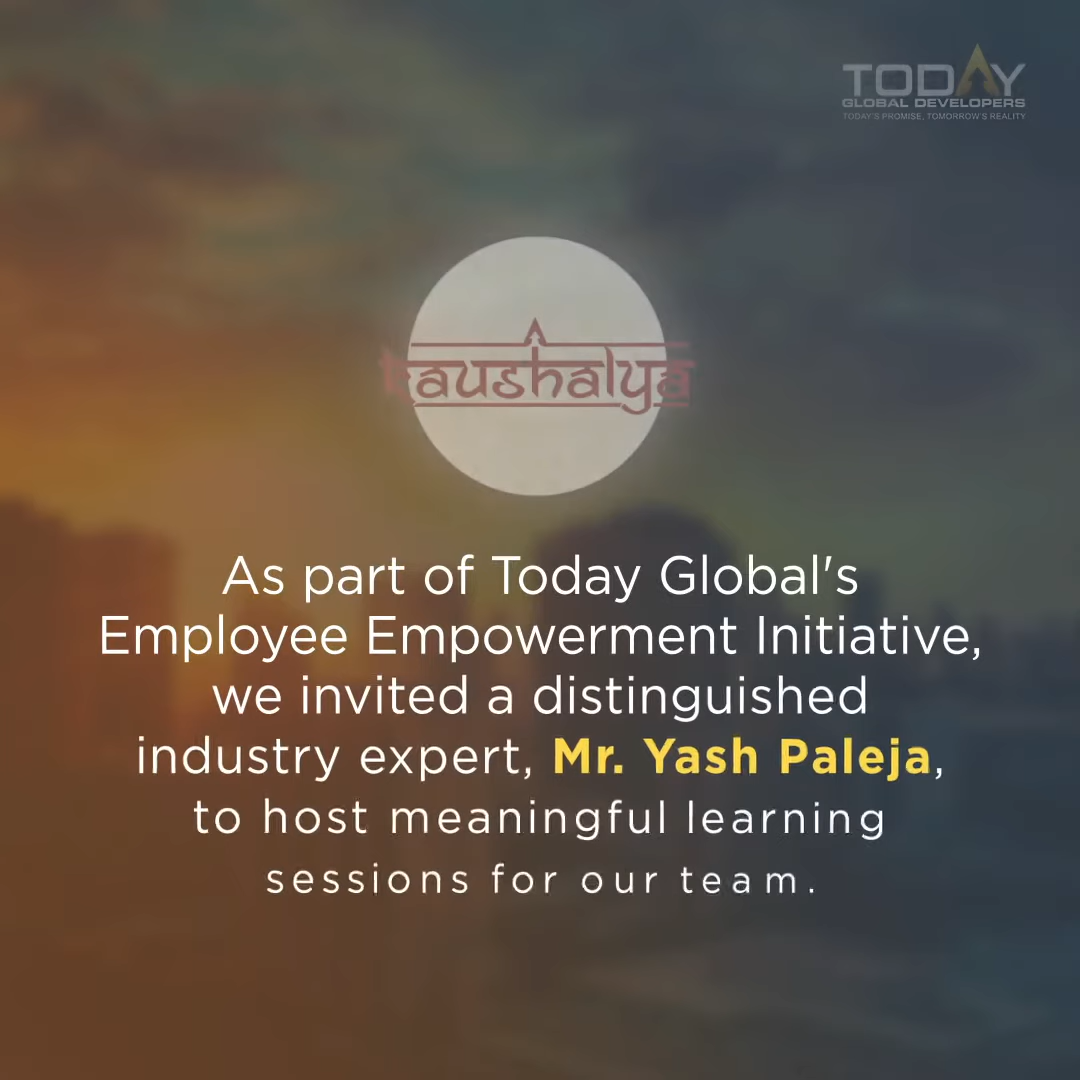 TODAY
GLOBAL DEVELOPERS
TODAY'S PROMISE, TOMORROW'S REALITY
kaushalya
As part of Today Global's
Employee Empowerment Initiative,
we invited a distinguished
industry expert, Mr. Yash Paleja,
to host meaningful learning
sessions for our team.